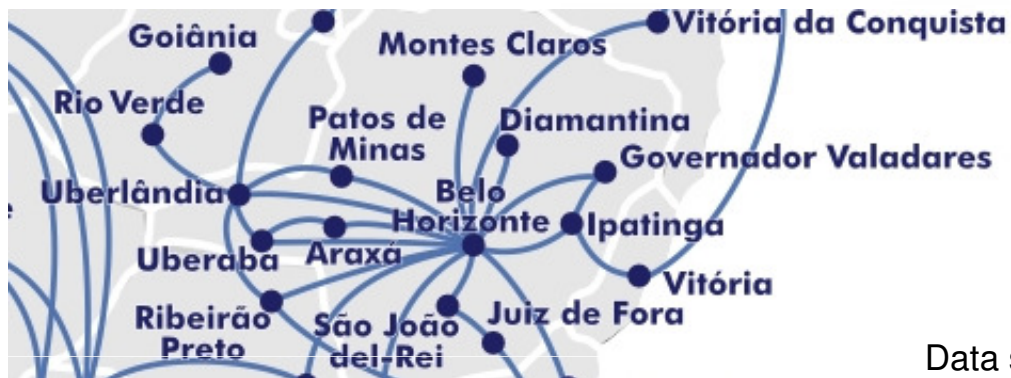 Vitória da Conquista
Goiânia
Montes Claros
Rio Verde
Patos de
Minas
Diamantina
Governador Valadares
Uberlândia
Belo
Horizonte
Ipatinga
Uberaba
Araxá
Vitória
Ribeirão
Preto
São João
del-Rei
Juiz de Fora
Data